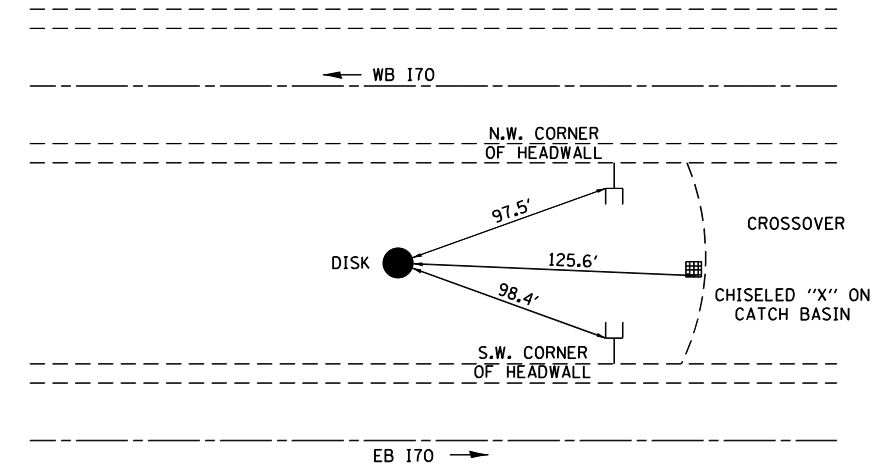 WB I70
N.W. CORNER
OF HEADWALL
97.5'
CROSSOVER
DISK
125.6'
98.4'
CHISELED "X" ON
CATCH BASIN
S.W. CORNER
OF HEADWALL
EB I70